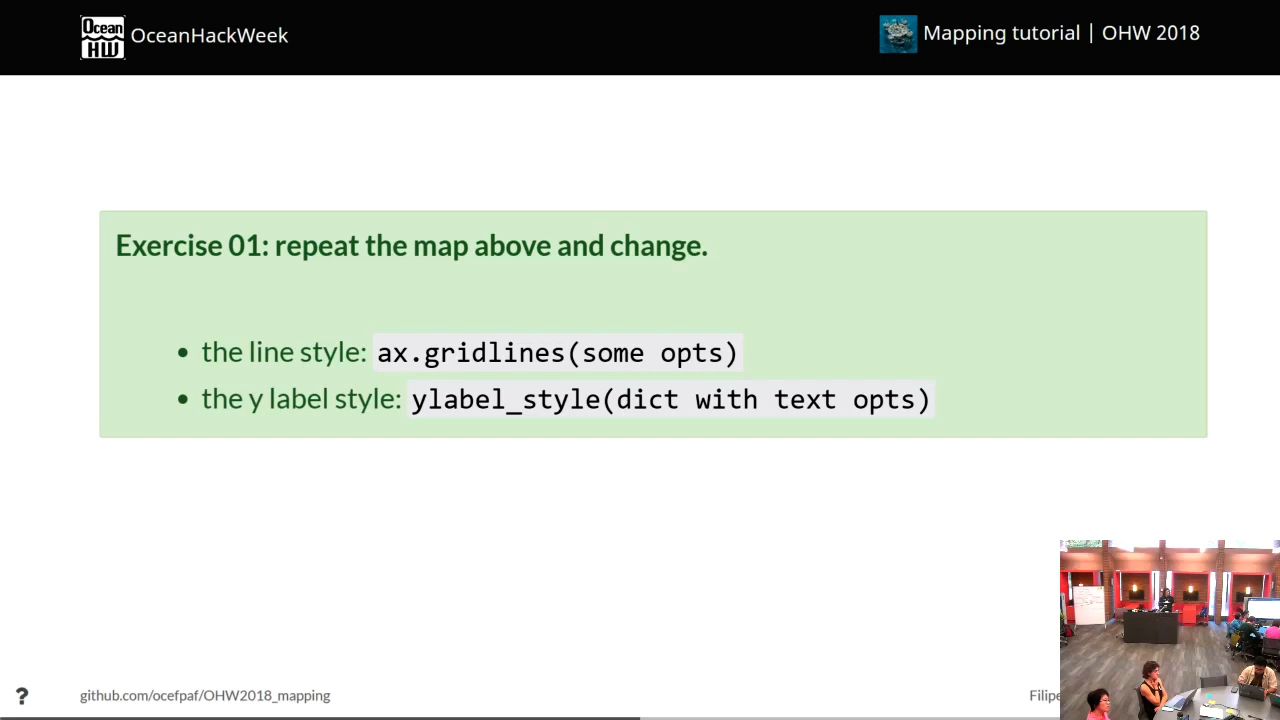 Ocean
HW
OceanHackWeek
Mapping tutorial | OHW 2018
Exercise 01: repeat the map above and change.
• the line style: ax.gridlines(some opts)
• the y label style: ylabel_style(dict with text opts)
?
github.com/ocefpaf/OHW2018_mapping
Filipe